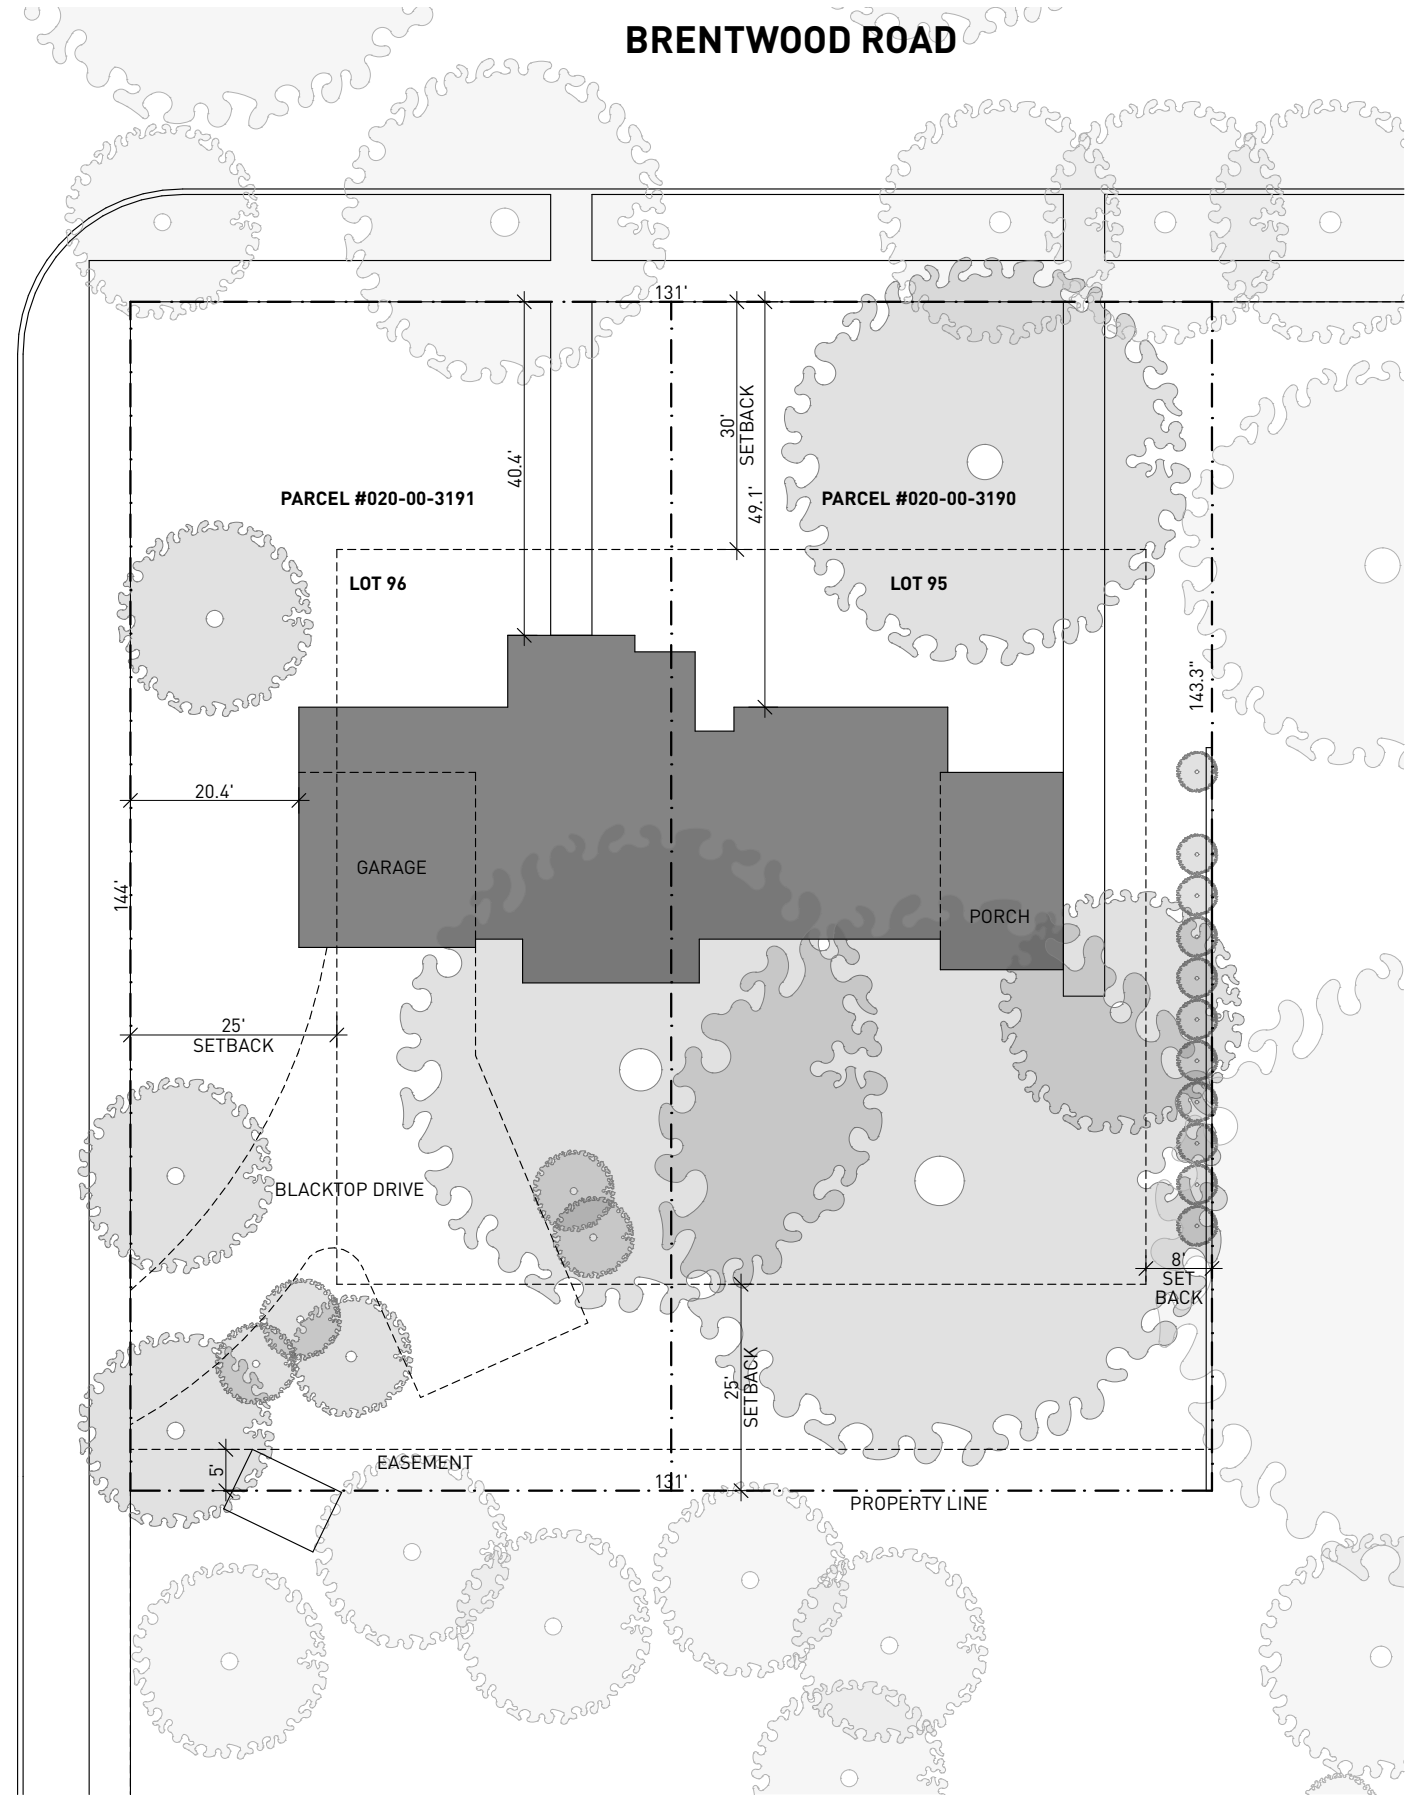 BRENTWOOD ROAD
131'
30'
SETBACK
40.4'
49.1'
PARCEL #020-00-3191
PARCEL #020-00-3190
LOT 96
LOT 95
143.3"
20.4'
GARAGE
144'
PORCH
25'
SETBACK
BLACKTOP DRIVE
8'
SET
BACK
25'
SETBACK
EASEMENT
5'
131'
PROPERTY LINE